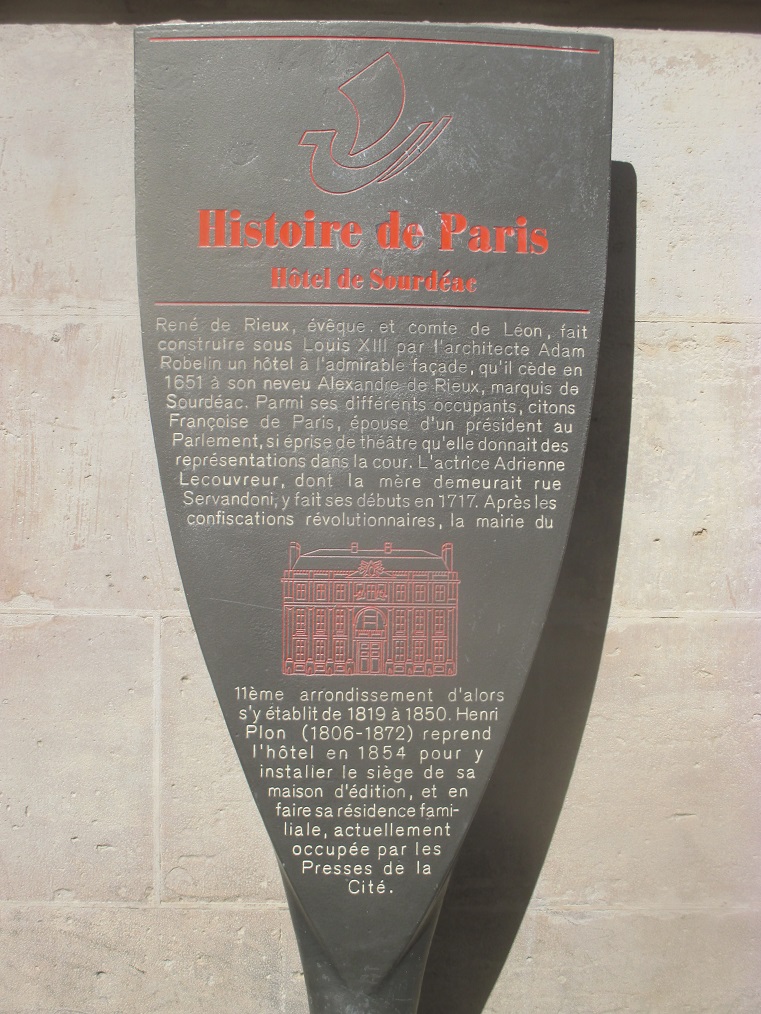 Histoire de Paris
Hôtel de Sourdéac
René de Rieux, évêque et comte de Léon, fait
construire sous Louis XIII par l'architecte Adam
Robelin un hôtel à l'admirable façade, qu'il cède en
1651 à son neveu Alexandre de Rieux, marquis de
Sourdéac. Parmi ses différents occupants, citons
Françoise de Paris, épouse d'un président au
Parlement, si éprise de théâtre qu'elle donnait des
représentations dans la cour. L'actrice Adrienne
Lecouvreur, dont la mère demeurait rue
Servandoni, y fait ses débuts en 1717. Après les
confiscations révolutionnaires, la mairie du
11ème arrondissement d'alors
s'y établit de 1819 à 1850. Henri
Plon (1806-1872) reprend
l'hôtel en 1854 pour y
installer le siège de sa
maison d'édition, et en
faire sa résidence fami-
liale, actuellement
occupée par les
Presses de la
Cité.